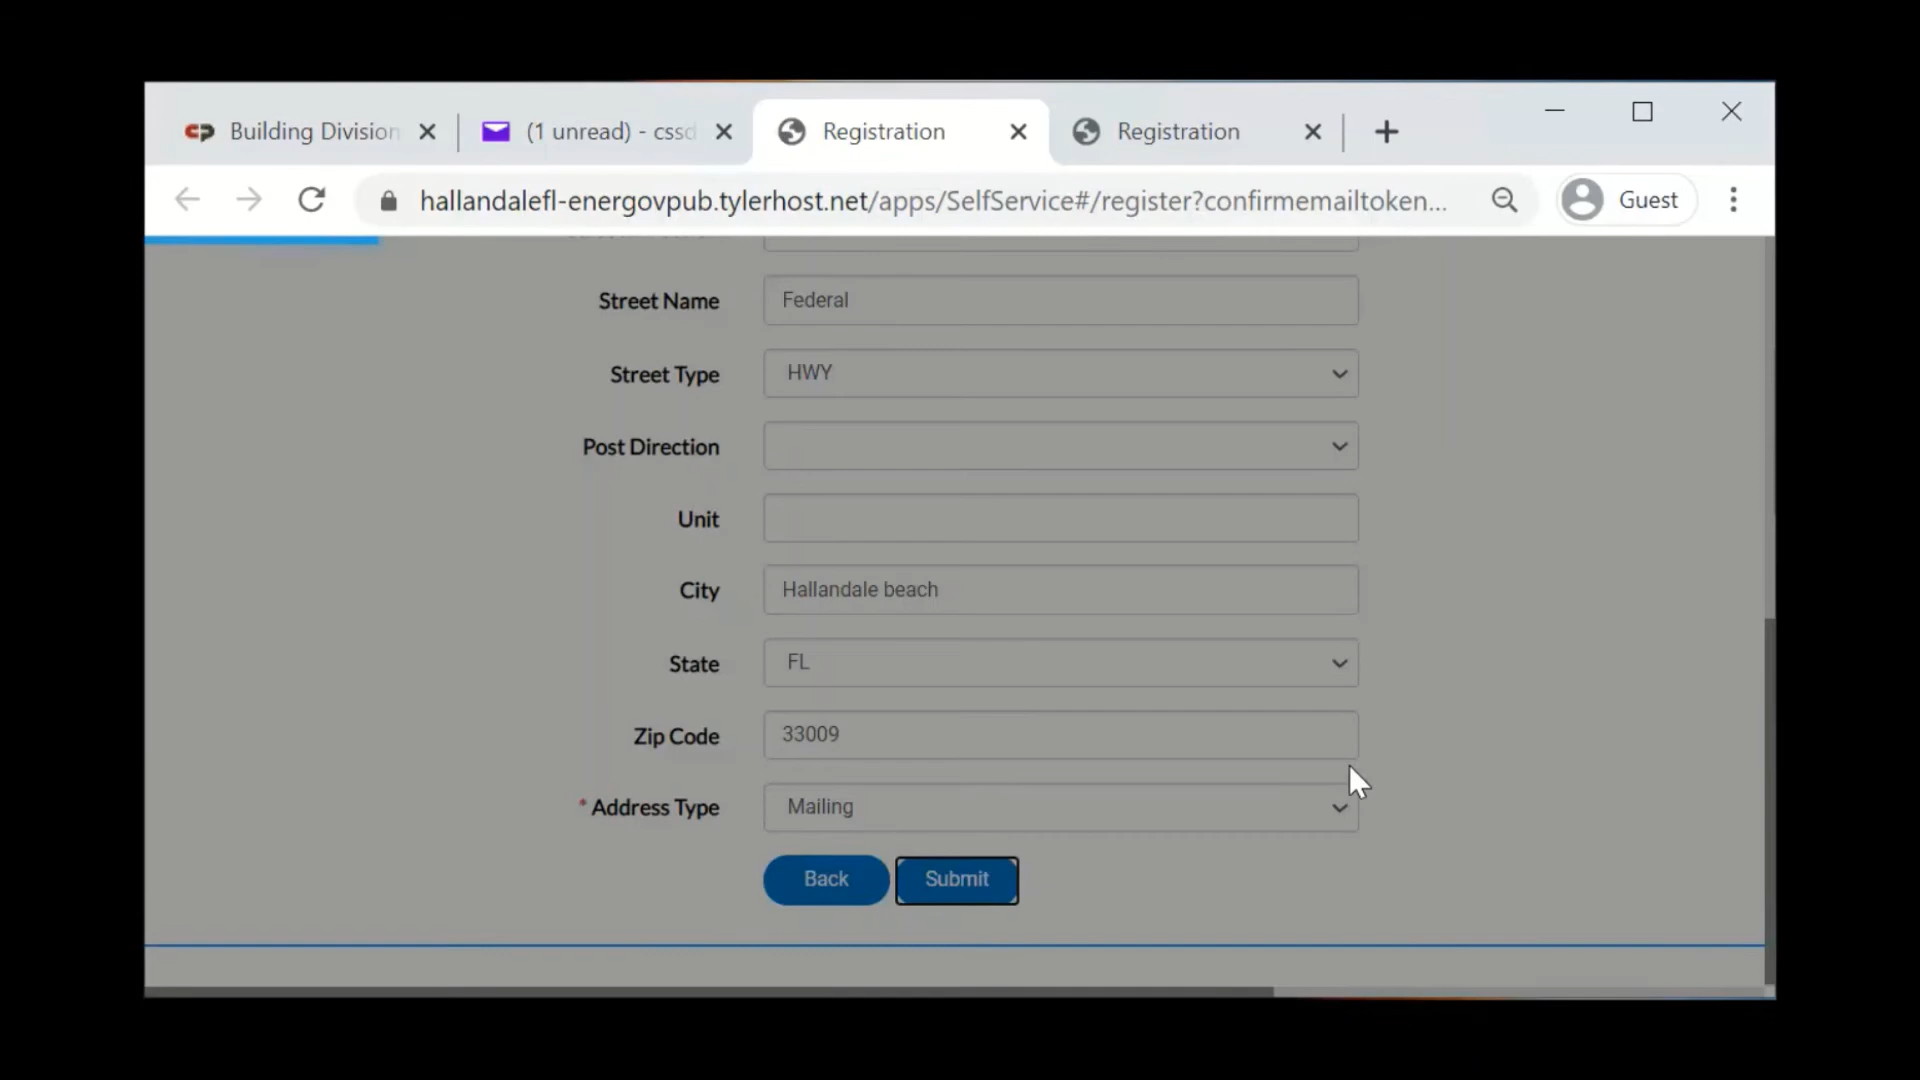 Building Division
(1 unread) - cssd
Registration
Registration
hallandalefl-energovpub.tylerhost.net/apps/SelfService#/register?confirmemailtoken...
Guest
Street Name
Federal
Street Type
HWY
Post Direction
Unit
City
Hallandale beach
State
FL
Zip Code
33009
* Address Type
Mailing
Back
Submit